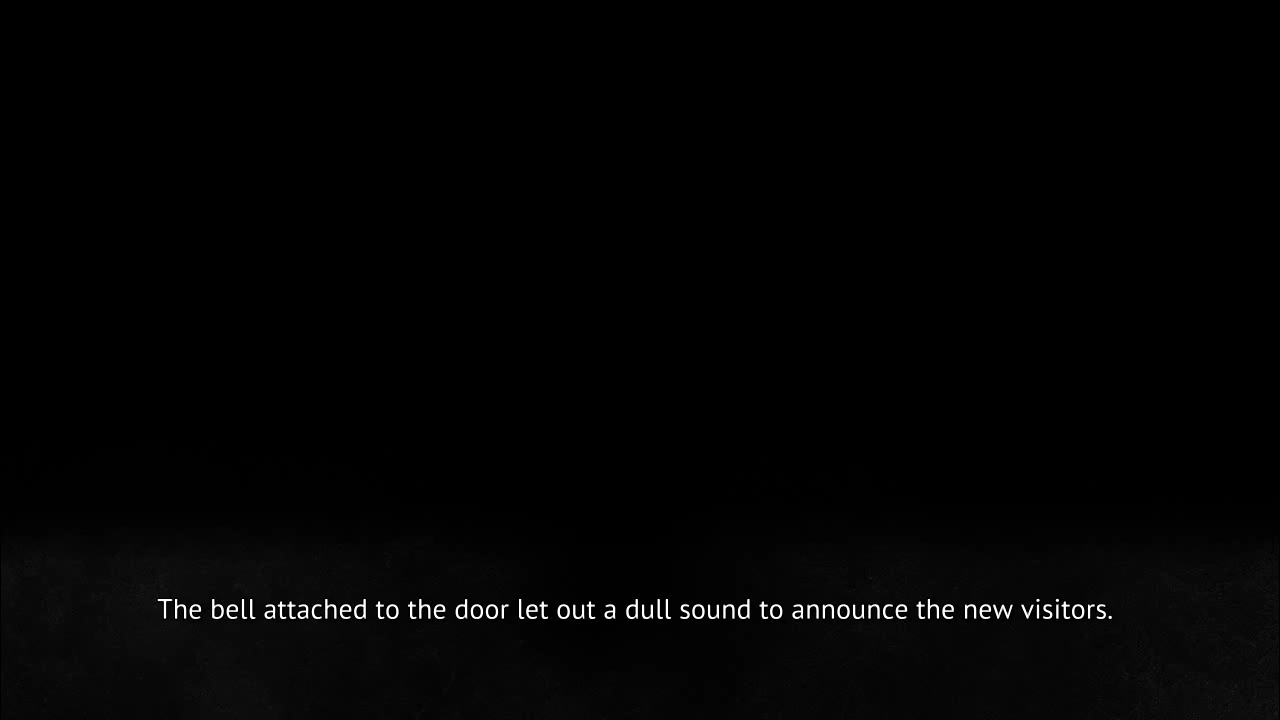 The bell attached to the door let out a dull sound to announce the new visitors.